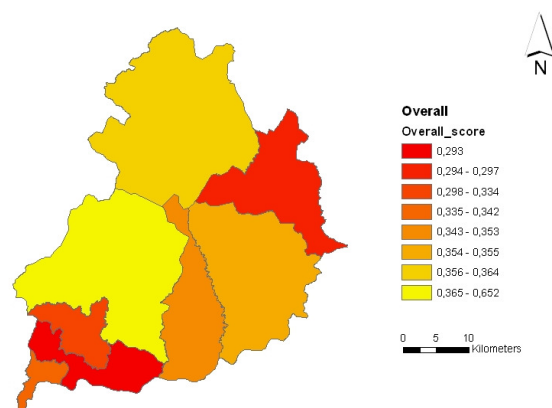 N
Overall
Overall_score
0,293
0,294 - 0,297
0,298 - 0,334
0,335 - 0,342
0,343 - 0,353
0,354 - 0,355
0,356 - 0,364
0,365 - 0,652
0 5 10
Kilometers